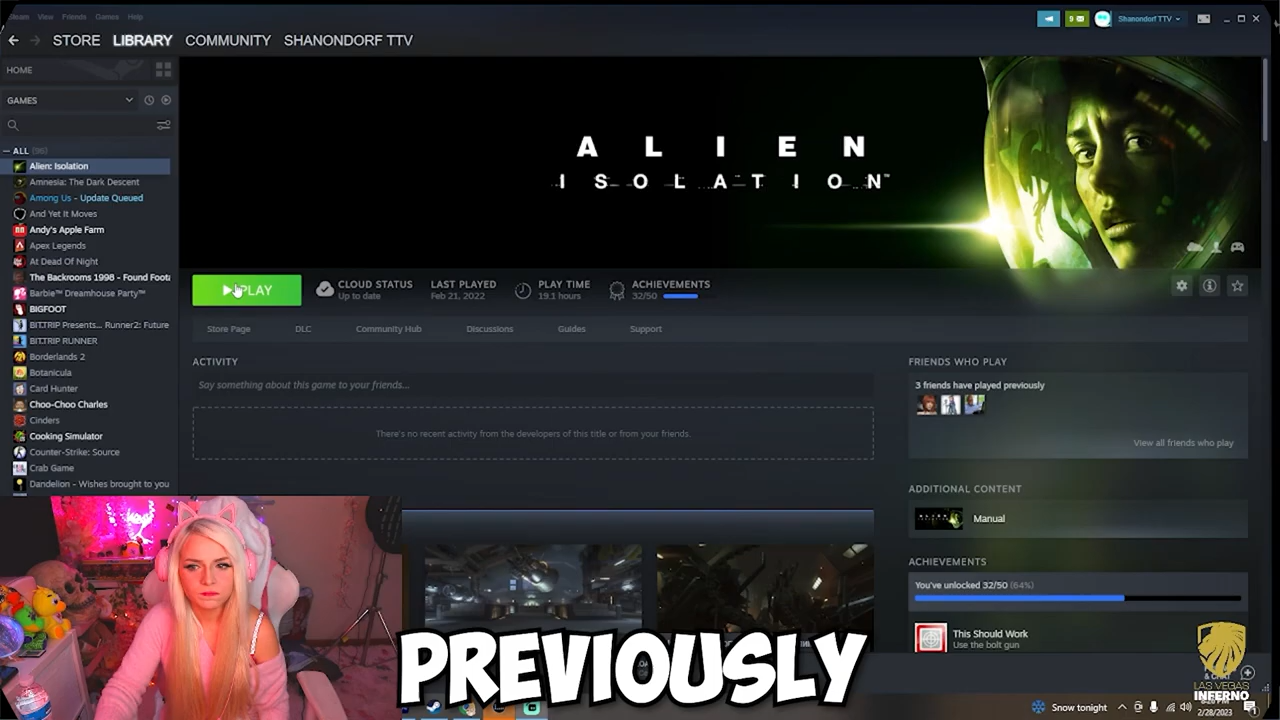 Steam View Friends Games Help
9
Shanondorf TTV
STORE LIBRARY COMMUNITY SHANONDORF TTV
HOME
GAMES
ALL (96)
Alien: Isolation
Amnesia: The Dark Descent
Among Us - Update Queued
And Yet It Moves
Andy's Apple Farm
Apex Legends
At Dead Of Night
The Backrooms 1998 - Found Foota
Barbie™ Dreamhouse Party™
BIGFOOT
BIT.TRIP Presents... Runner2: Future
BIT.TRIP RUNNER
Borderlands 2
Botanicula
Card Hunter
Choo-Choo Charles
Cinders
Cooking Simulator
Counter-Strike: Source
Crab Game
Dandelion - Wishes brought to you
ALIEN
ISOLATION™
PLAY
CLOUD STATUS
Up to date
LAST PLAYED
Feb 21, 2022
PLAY TIME
19.1 hours
ACHIEVEMENTS
32/50
Store Page DLC Community Hub Discussions Guides Support
ACTIVITY
Say something about this game to your friends...
There's no recent activity from the developers of this title or from your friends.
FRIENDS WHO PLAY
3 friends have played previously
View all friends who play
ADDITIONAL CONTENT
Manual
ACHIEVEMENTS
You've unlocked 32/50 (64%)
This Should Work
Use the bolt gun
PREVIOUSLY
LAS VEGAS
INFERNO
Snow tonight
2/28/2023